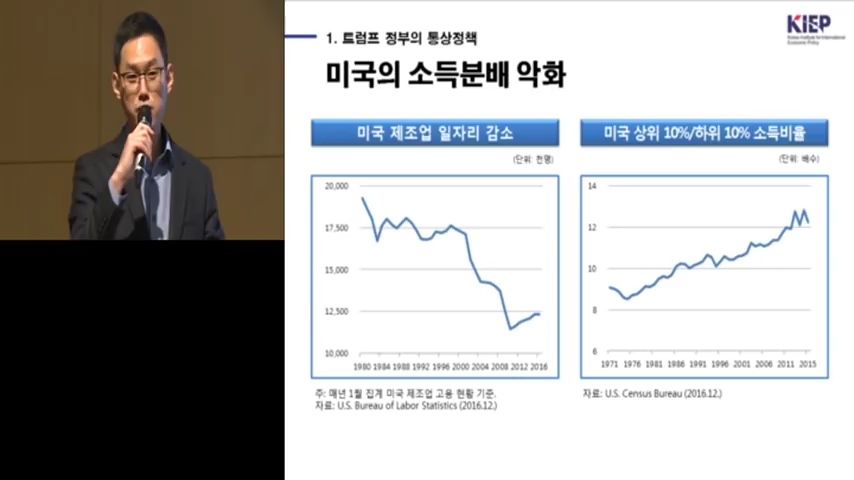 1. 트럼프 정부의 통상정책
KIEP
Korea Institute for International
Economic Policy
미국의 소득분배 악화
미국 제조업 일자리 감소
(단위: 천명)
20,000
17,500
15,000
12,500
10,000
1980 1984 1988 1992 1996 2000 2004 2008 2012 2016
주: 매년 1월 집계 미국 제조업 고용 현황 기준.
자료: U.S. Bureau of Labor Statistics (2016.12.)
미국 상위 10%/하위 10% 소득비율
(단위: 배수)
14
12
10
8
6
1971 1976 1981 1986 1991 1996 2001 2006 2011 2015
자료: U.S. Census Bureau (2016.12.)